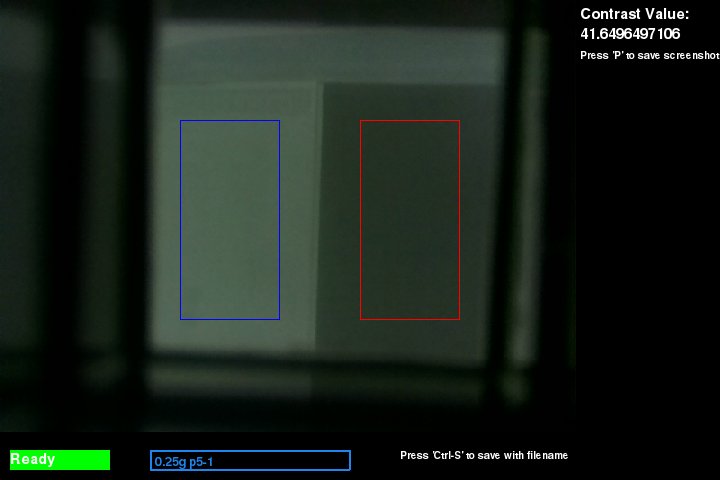 Contrast Value:
41.6496497106
Press 'P' to save screenshot
Ready
0.25g p5-1
Press 'Ctrl-S' to save with filename